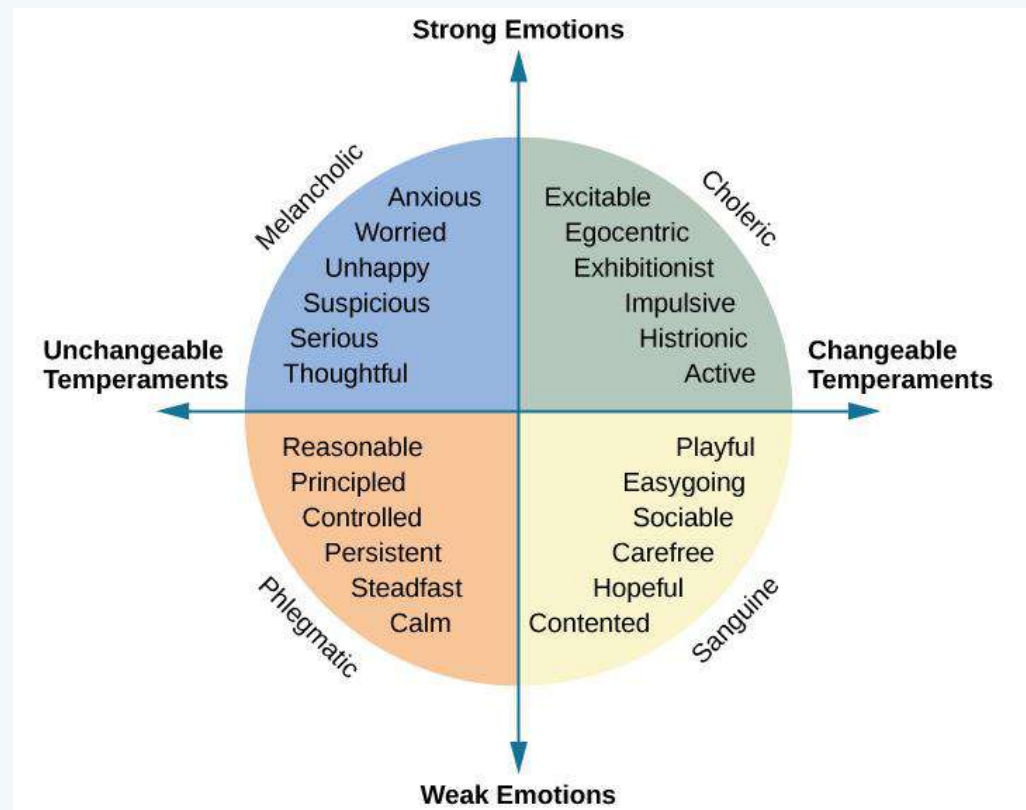 Strong Emotions
Melancholic
Anxious
Worried
Unhappy
Suspicious
Serious
Thoughtful
Choleric
Excitable
Egocentric
Exhibitionist
Impulsive
Histrionic
Active
Unchangeable
Temperaments
Changeable
Temperaments
Reasonable
Principled
Controlled
Persistent
Steadfast
Calm
Phlegmatic
Playful
Easygoing
Sociable
Carefree
Hopeful
Contented
Sanguine
Weak Emotions